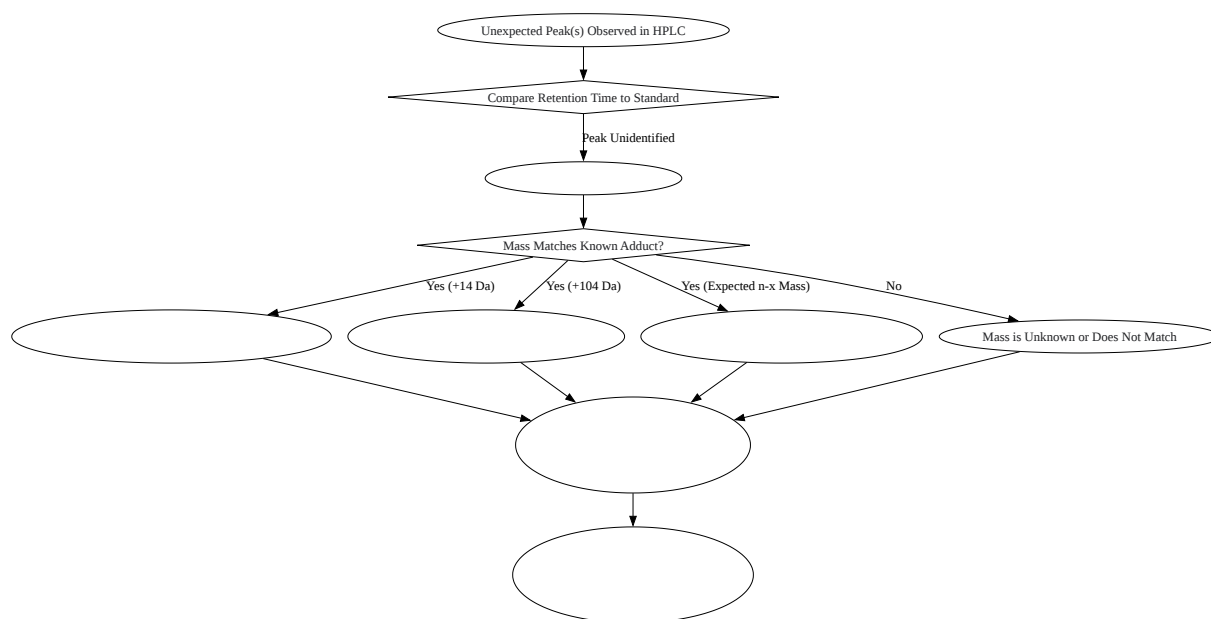 Unexpected Peak(s) Observed in HPLC
Compare Retention Time to Standard
Peak Unidentified
Mass Matches Known Adduct?
Yes (+14 Da)
Yes (+104 Da)
Yes (Expected n-x Mass)
No
Mass is Unknown or Does Not Match